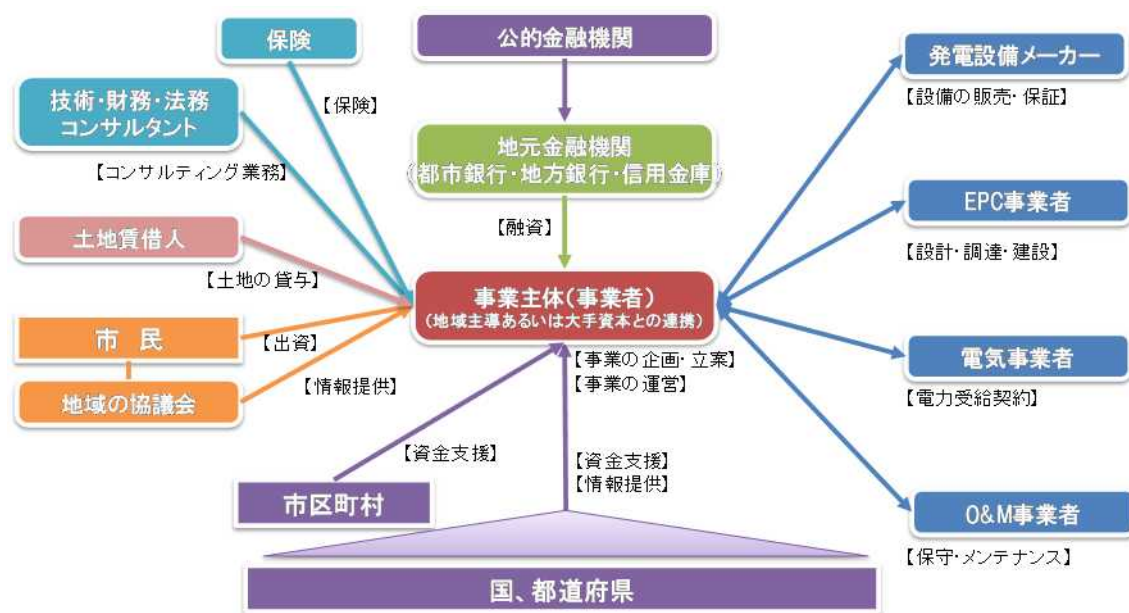 保険
公的金融機関
発電設備メーカー
【設備の販売・保証】
技術・財務・法務
コンサルタント
【保険】
【コンサルティング業務】
地元金融機関
（都市銀行・地方銀行・信用金庫）
【融資】
EPC事業者
【設計・調達・建設】
土地賃借人
【土地の貸与】
事業主体（事業者）
（地域主導あるいは大手資本との連携）
【事業の企画・立案】
【事業の運営】
市　民
【出資】
地域の協議会
【情報提供】
電気事業者
【電力受給契約】
【資金支援】
市区町村
【資金支援】
【情報提供】
O&M事業者
【保守・メンテナンス】
国、都道府県